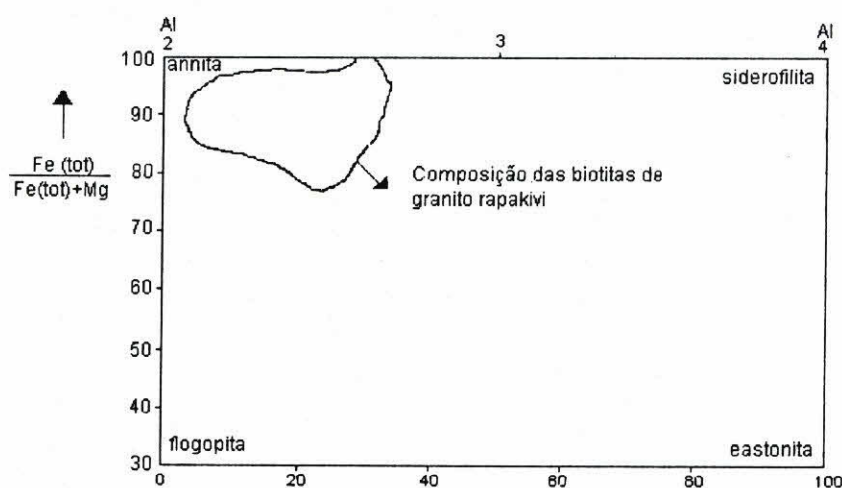 Al Al
2 3 4
100
annita siderofilita
90
Fe (tot)
Fe(tot)+Mg
80
Composição das biotitas de
granito rapakivi
70
60
50
40
flogopita eastonita
30
0 20 40 60 80 100